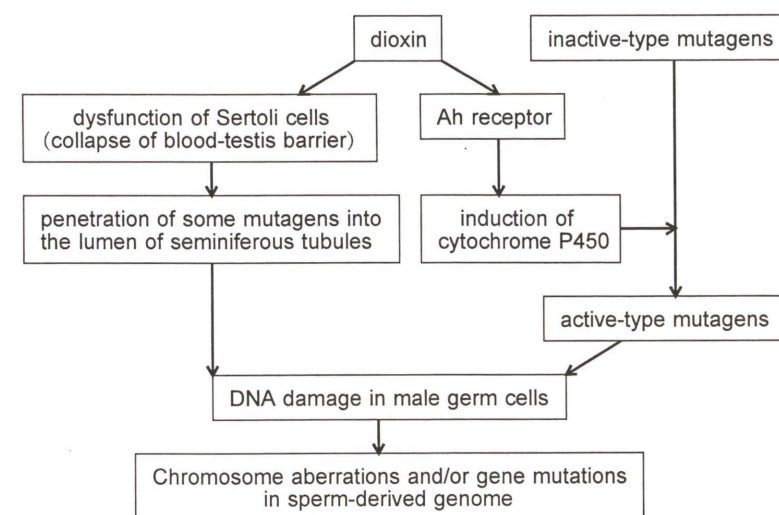 dioxin
inactive-type mutagens
dysfunction of Sertoli cells
(collapse of blood-testis barrier)
Ah receptor
penetration of some mutagens into
the lumen of seminiferous tubules
induction of
cytochrome P450
active-type mutagens
DNA damage in male germ cells
Chromosome aberrations and/or gene mutations
in sperm-derived genome